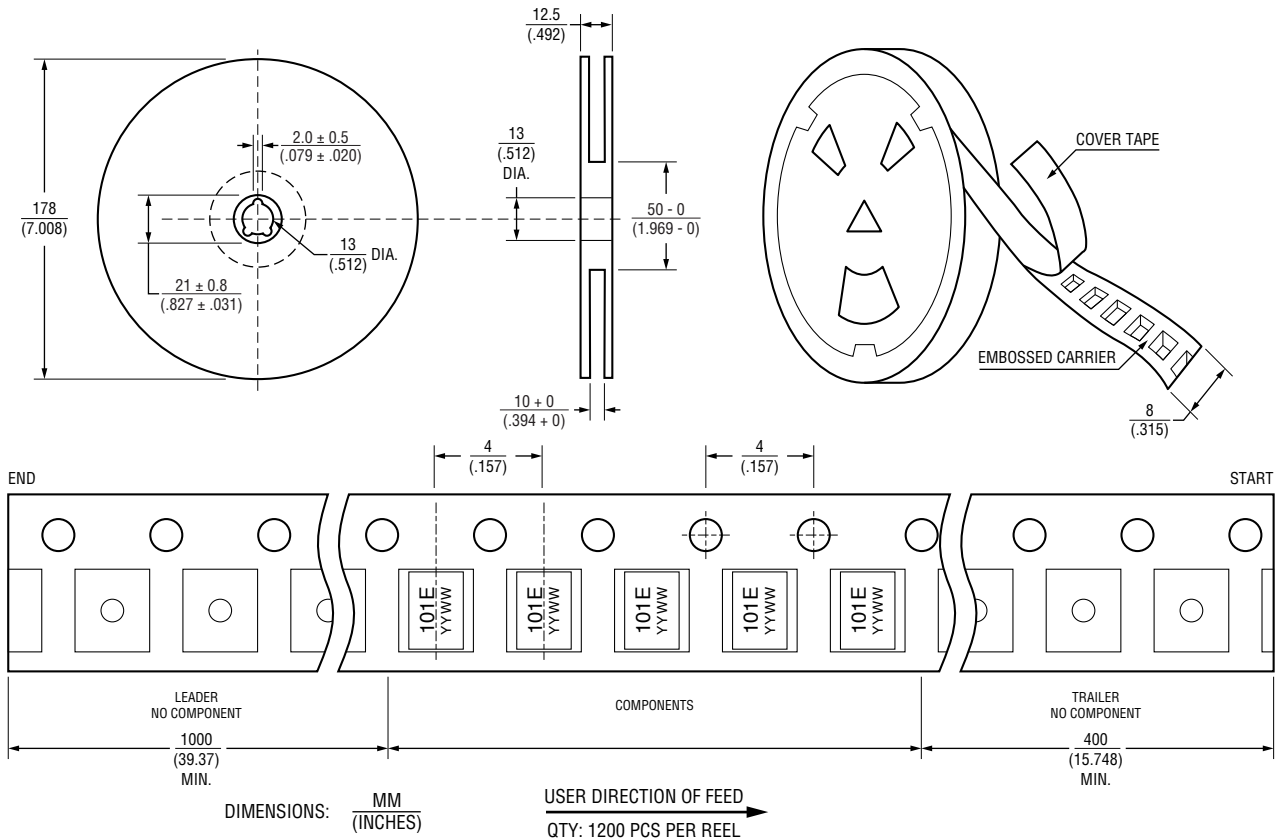 12.5
(.492)
2.0 ± 0.5
(.079 ± .020)
178
(7.008)
13
(.512)
DIA.
21 ± 0.8
(.827 ± .031)
13
(.512)
DIA.
50 - 0
(1.969 - 0)
10 + 0
(.394 + 0)
COVER TAPE
EMBOSSED CARRIER
8
(.315)
4
(.157)
4
(.157)
END
START
101E
YYWW
101E
YYWW
101E
YYWW
101E
YYWW
101E
YYWW
LEADER
NO COMPONENT
1000
(39.37)
MIN.
COMPONENTS
TRAILER
NO COMPONENT
400
(15.748)
MIN.
DIMENSIONS:
MM
(INCHES)
USER DIRECTION OF FEED
QTY: 1200 PCS PER REEL